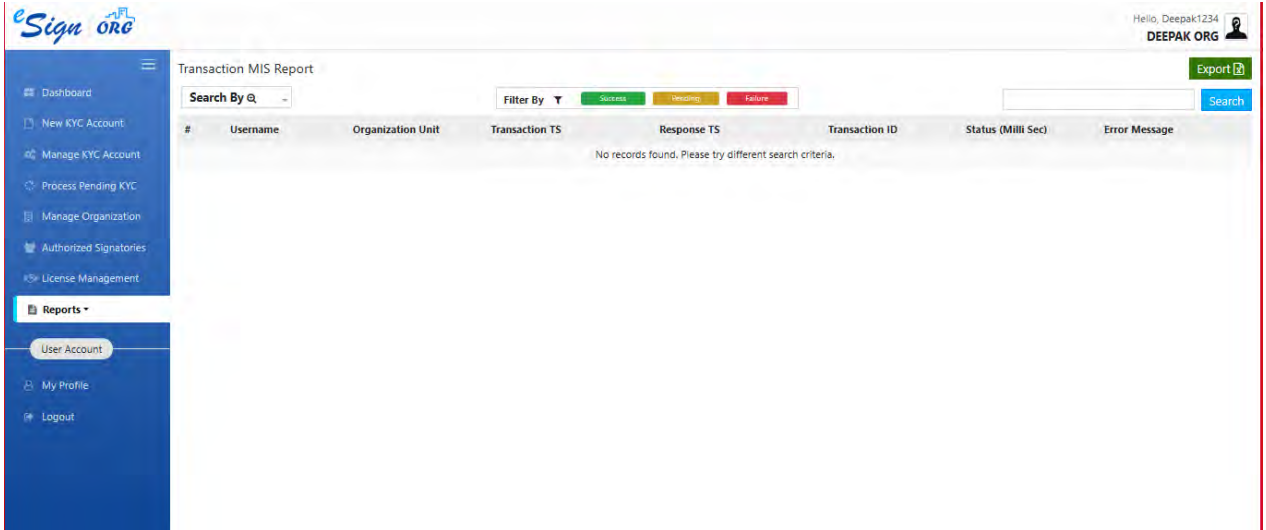 eSign ORG
Hello, Deepak1234
DEEPAK ORG
Transaction MIS Report
Export
Search By
Filter By
Success
Pending
Failure
Search
# Username Organization Unit Transaction TS Response TS Transaction ID Status (Milli Sec) Error Message
No records found. Please try different search criteria.
Dashboard
New KYC Account
Manage KYC Account
Process Pending KYC
Manage Organization
Authorized Signatories
License Management
Reports
User Account
My Profile
Logout